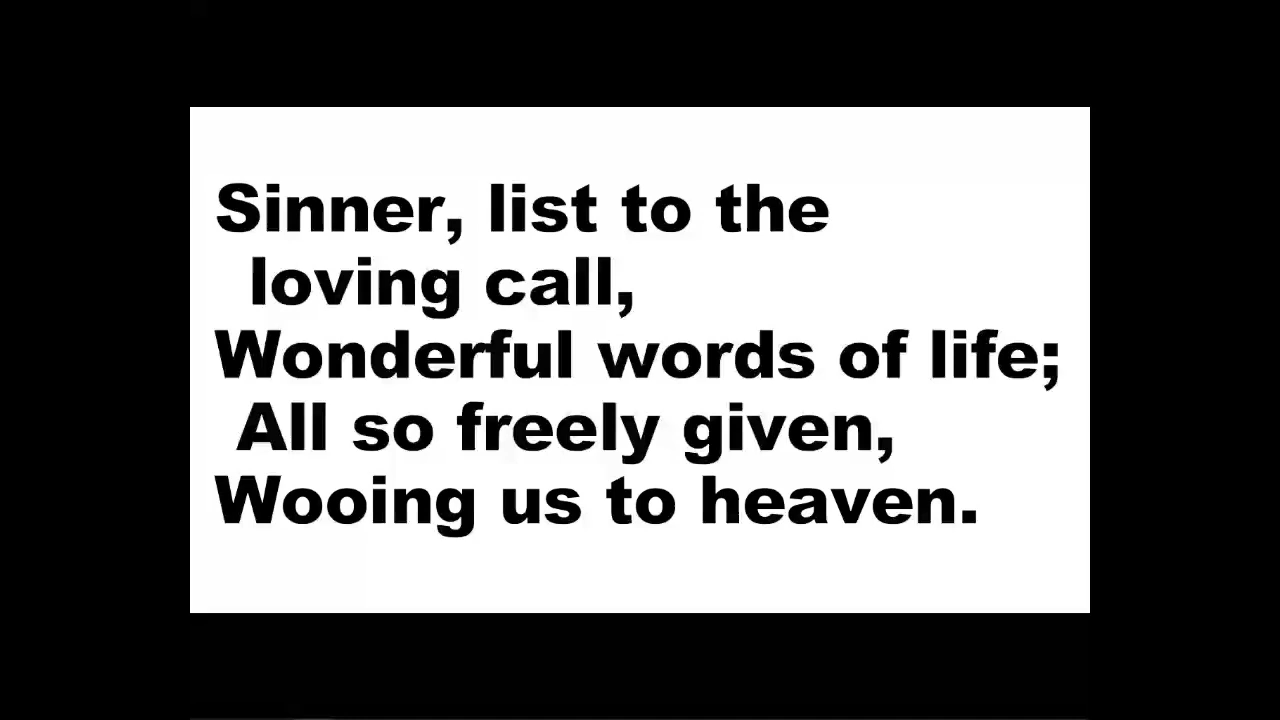 Sinner, list to the
loving call,
Wonderful words of life;
All so freely given,
Wooing us to heaven.